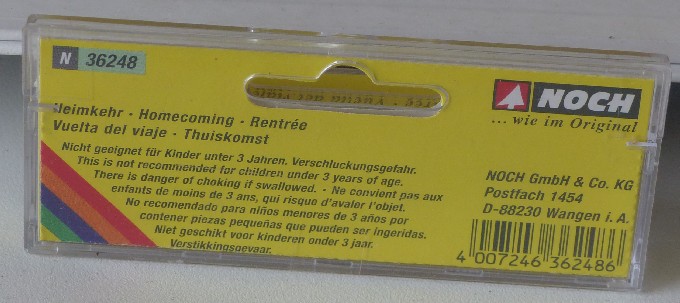 N 36248
NOCH
... wie im Original
Heimkehr · Homecoming · Rentrée
Vuelta del viaje · Thuiskomst
Nicht geeignet für Kinder unter 3 Jahren. Verschluckungsgefahr.
This is not recommended for children under 3 years of age.
There is danger of choking if swallowed. · Ne convient pas aux
enfants de moins de 3 ans, qui risque d'avaler l'objet.
No recomendado para niños menores de 3 años por
contener piezas pequeñas que pueden ser ingeridas.
Niet geschikt voor kinderen onder 3 jaar.
Verstikkingsgevaar.
NOCH GmbH & Co. KG
Postfach 1454
D-88230 Wangen i. A.
4 007246 362486